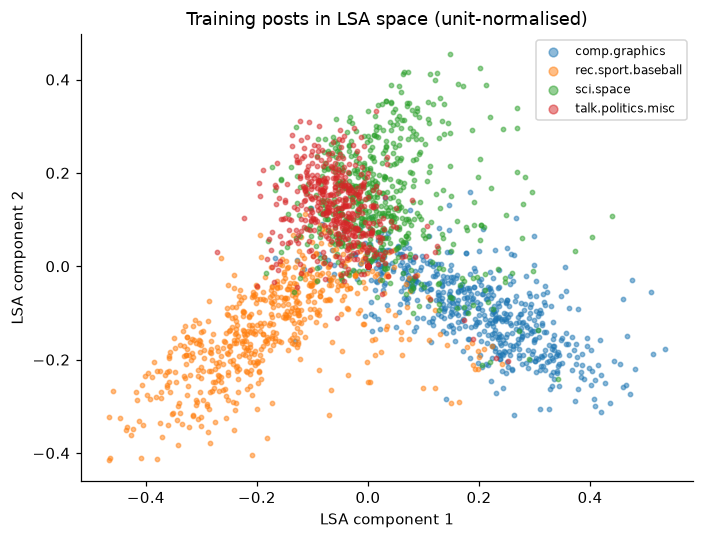 Training posts in LSA space (unit-normalised)
comp.graphics
rec.sport.baseball
sci.space
talk.politics.misc
0.4
0.2
0.0
−0.2
−0.4
LSA component 2
−0.4
−0.2
0.0
0.2
0.4
LSA component 1